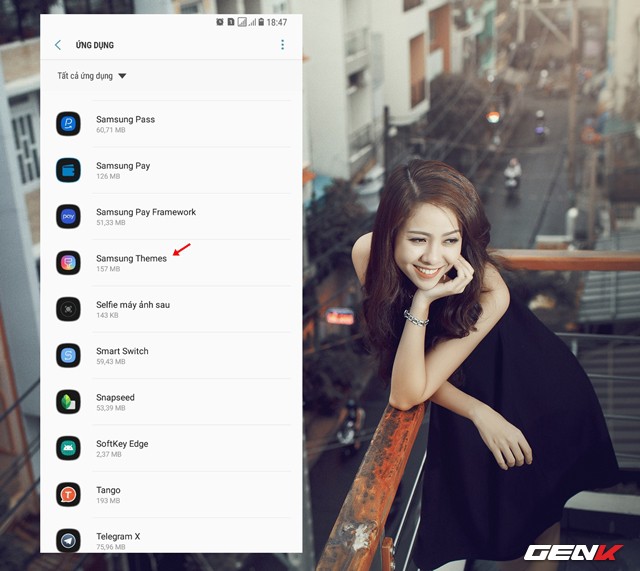 18:47
ỨNG DỤNG
Tất cả ứng dụng
Samsung Pass
60,71 MB
Samsung Pay
126 MB
pay
Samsung Pay Framework
51,33 MB
Samsung Themes
157 MB
Selfie máy ảnh sau
143 KB
Smart Switch
59,43 MB
Snapseed
53,39 MB
SoftKey Edge
2,37 MB
Tango
193 MB
Telegram X
75,96 MB
GENK